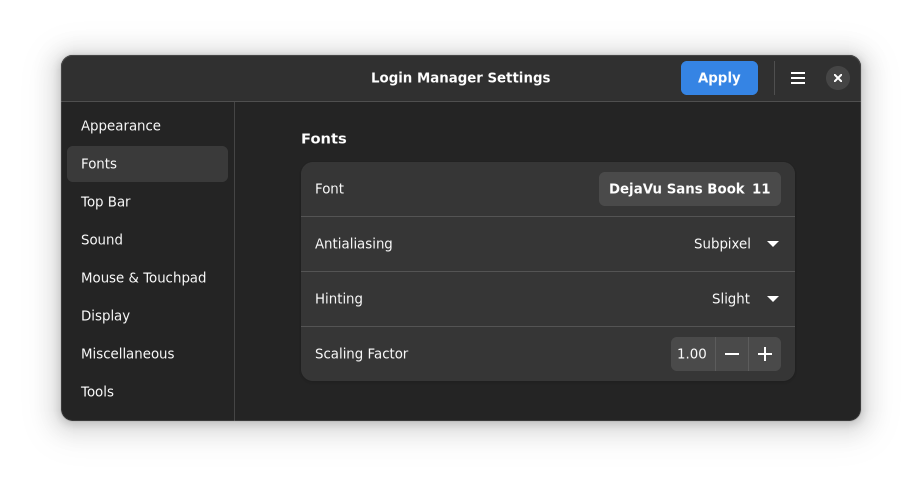 Login Manager Settings
Apply
Appearance
Fonts
Top Bar
Sound
Mouse & Touchpad
Display
Miscellaneous
Tools
Fonts
Font DejaVu Sans Book 11
Antialiasing Subpixel
Hinting Slight
Scaling Factor 1.00